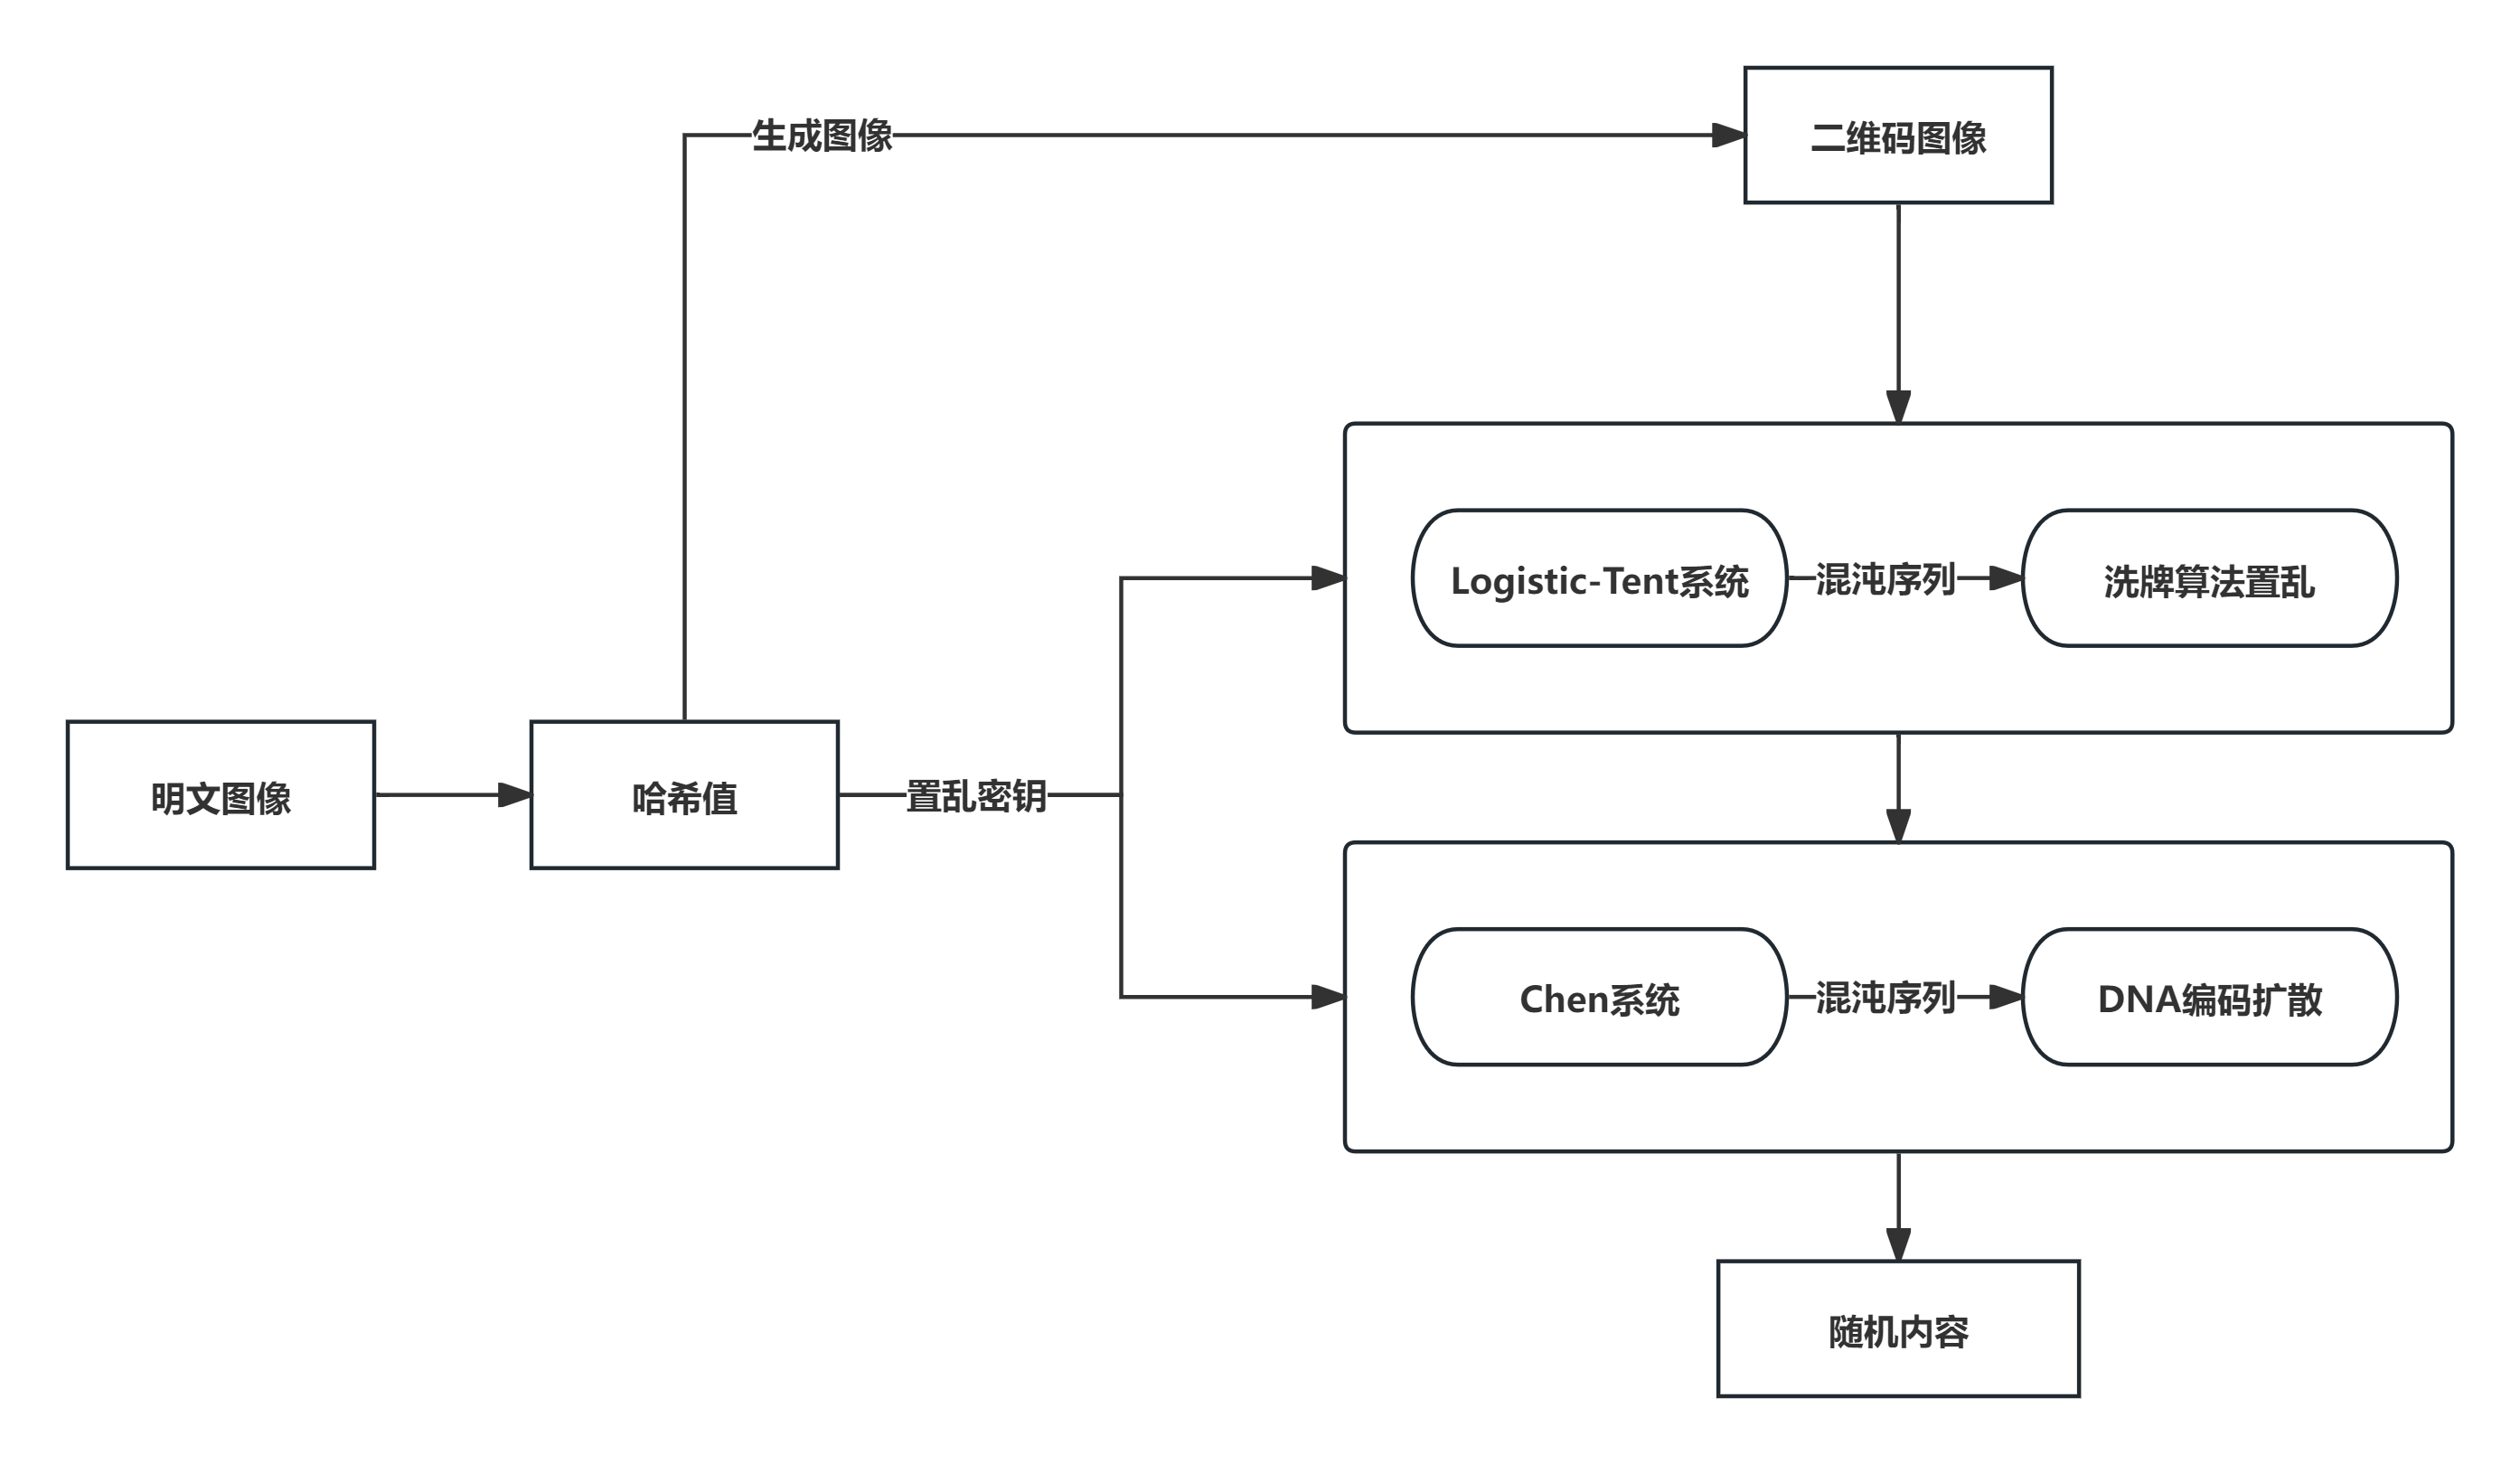 生成图像
二维码图像
Logistic-Tent系统
混沌序列
洗牌算法置乱
明文图像
哈希值
置乱密钥
Chen系统
混沌序列
DNA编码扩散
随机内容